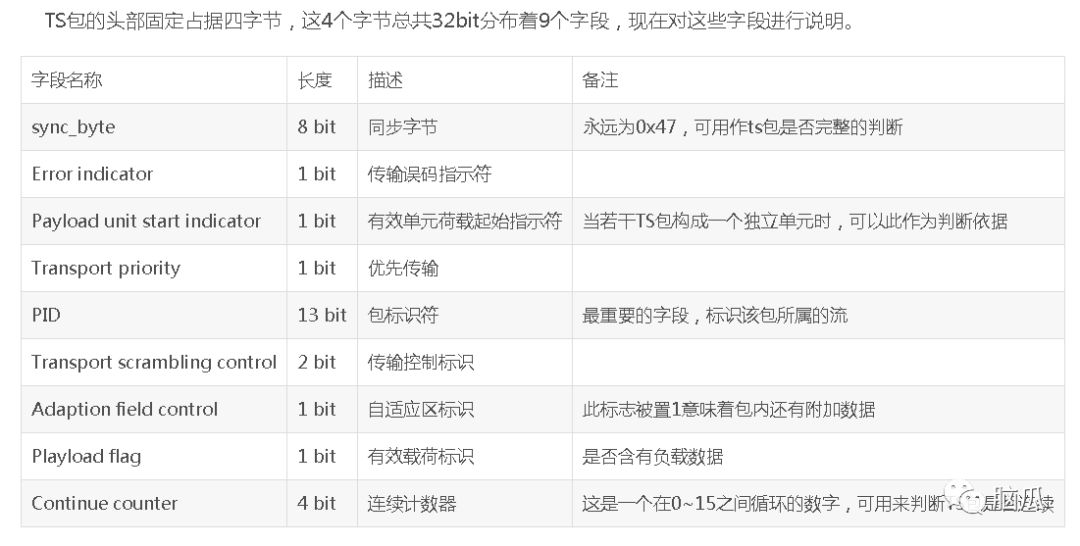 TS包的头部固定占据四字节，这4个字节总共32bit分布着9个字段，现在对这些字段进行说明。
字段名称 长度 描述 备注
sync_byte 8 bit 同步字节 永远为0x47，可用作ts包是否完整的判断
Error indicator 1 bit 传输误码指示符
Payload unit start indicator 1 bit 有效单元荷载起始指示符 当若干TS包构成一个独立单元时，可以此作为判断依据
Transport priority 1 bit 优先传输
PID 13 bit 包标识符 最重要的字段，标识该包所属的流
Transport scrambling control 2 bit 传输控制标识
Adaption field control 1 bit 自适应区标识 此标志被置1意味着包内还有附加数据
Playload flag 1 bit 有效载荷标识 是否含有负载数据
Continue counter 4 bit 连续计数器 这是一个在0~15之间循环的数字，可用来判断 是 连续
脑瓜